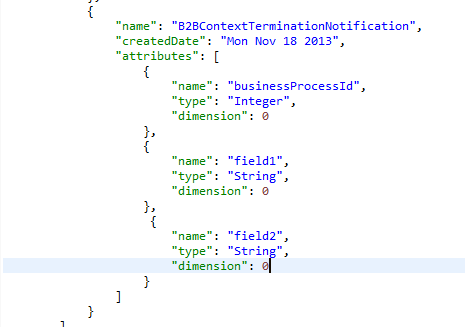 },
{
"name": "B2BContextTerminationNotification",
"createdDate": "Mon Nov 18 2013",
"attributes": [
{
"name": "businessProcessId",
"type": "Integer",
"dimension": 0
},
{
"name": "field1",
"type": "String",
"dimension": 0
},
{
"name": "field2",
"type": "String",
"dimension": 0
}
]
}
]